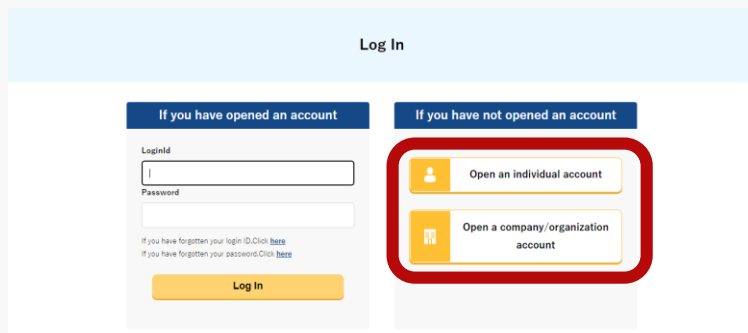 Log In
If you have opened an account
LoginId
Password
If you have forgotten your login ID.Click here
If you have forgotten your password.Click here
Log In
If you have not opened an account
Open an individual account
Open a company/organization
account